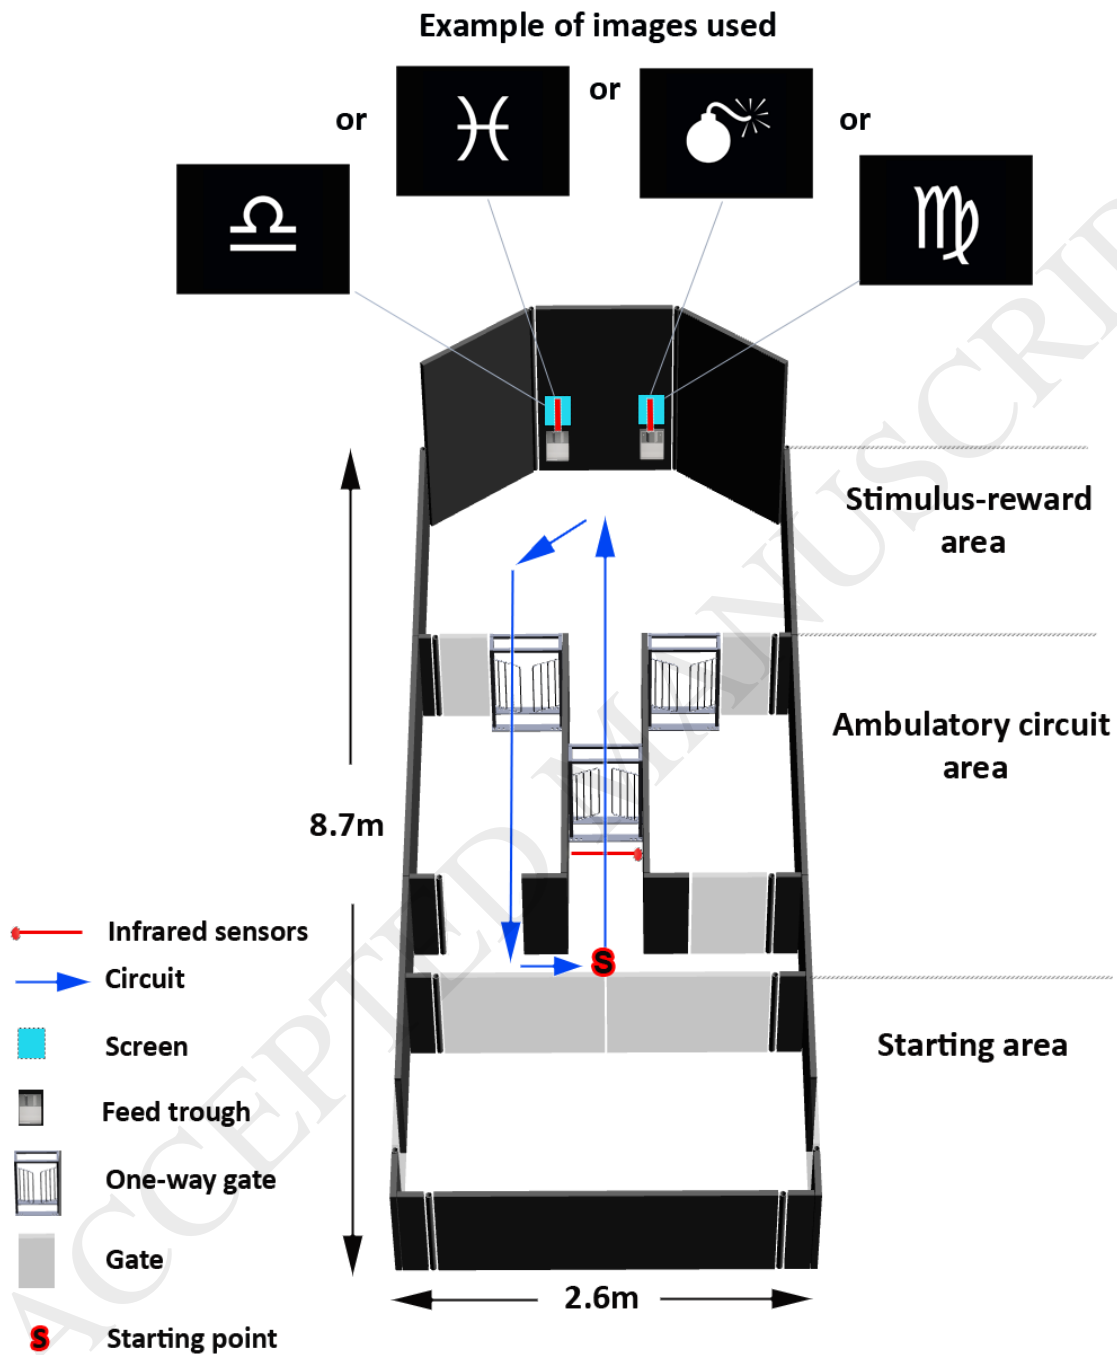 Example of images used
or
or
or
Stimulus-reward
area
Ambulatory circuit
area
8.7m
Infrared sensors
Circuit
S
Screen
Starting area
Feed trough
One-way gate
Gate
2.6m
S
Starting point
ACCEPTED MANUSCRIP